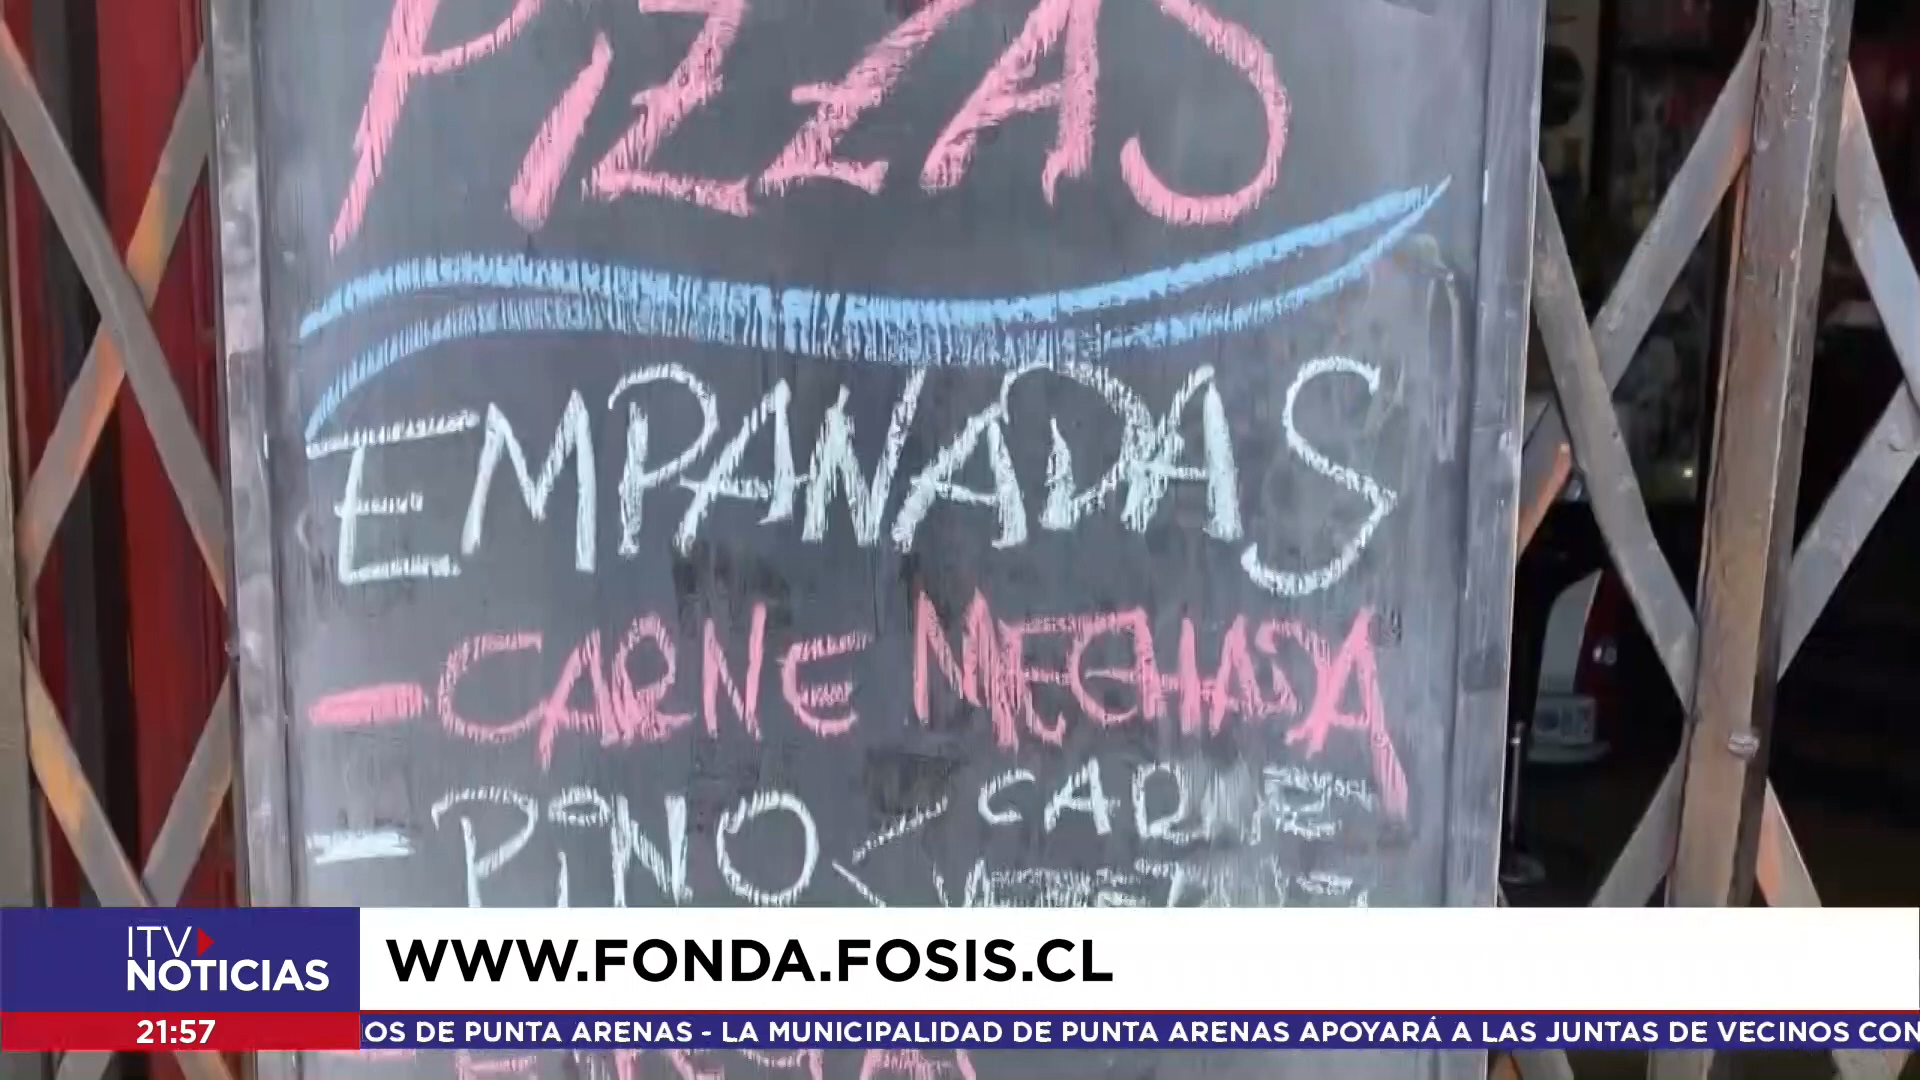 PIZZAS
EMPANADAS
- CARNE MECHADA
- PINO < CARNE
ITV
NOTICIAS
WWW.FONDA.FOSIS.CL
21:57
OS DE PUNTA ARENAS - LA MUNICIPALIDAD DE PUNTA ARENAS APOYARÁ A LAS JUNTAS DE VECINOS CON